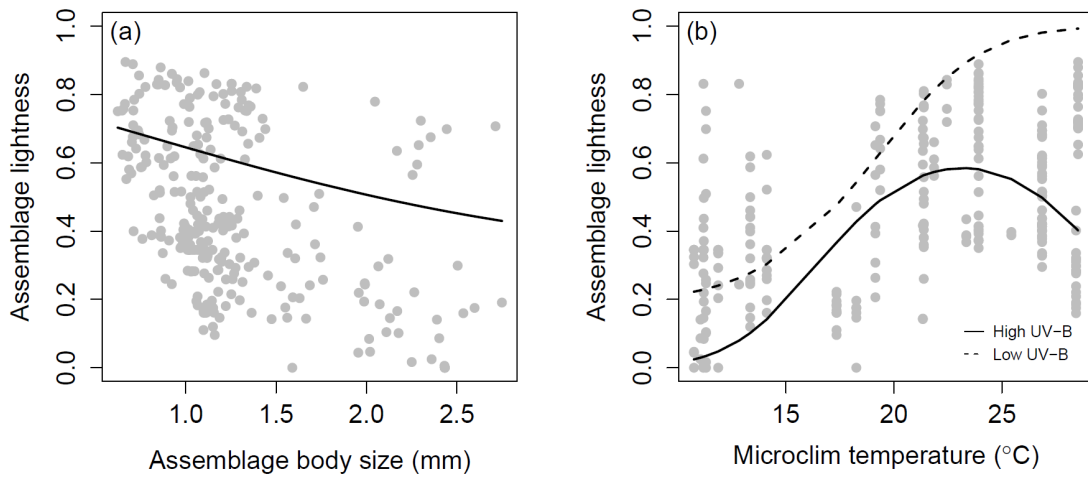 (a)
Assemblage lightness
1.0
0.8
0.6
0.4
0.2
0.0
1.0 1.5 2.0 2.5
Assemblage body size (mm)
(b)
Assemblage lightness
1.0
0.8
0.6
0.4
0.2
0.0
High UV−B
Low UV−B
15 20 25
Microclim temperature (°C)